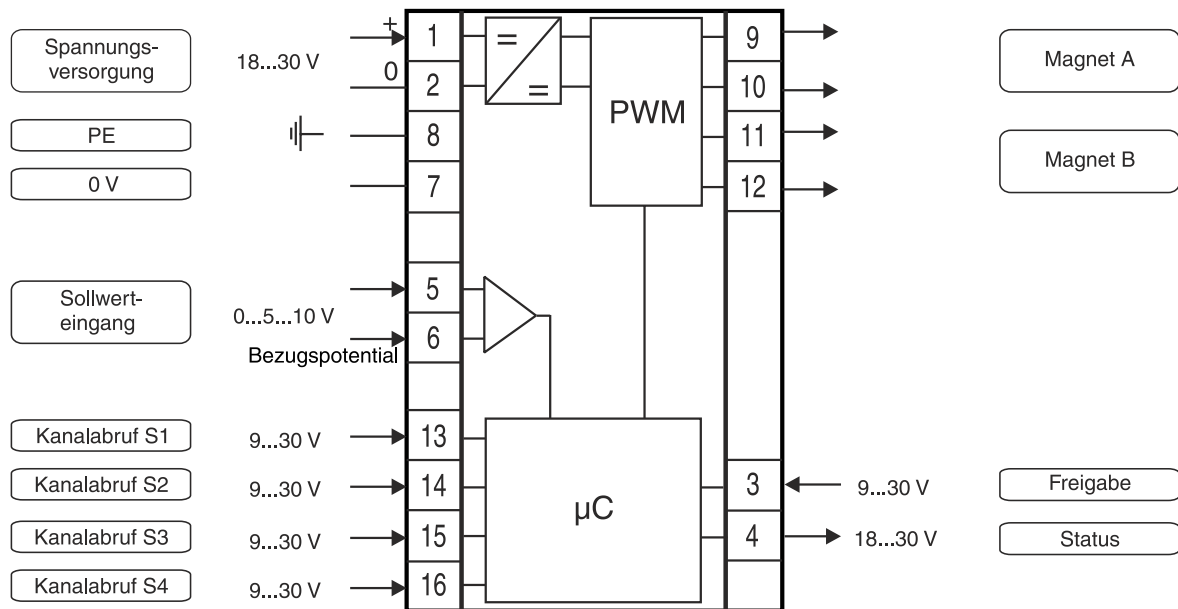 Spannungs-
versorgung
18...30 V
+
0
1
2
=
=
PWM
9
10
11
12
Magnet A
Magnet B
PE
8
0 V
7
Sollwert-
eingang
0...5...10 V
Bezugspotential
5
6
Kanalabruf S1
9...30 V
13
Kanalabruf S2
9...30 V
14
Kanalabruf S3
9...30 V
15
Kanalabruf S4
9...30 V
16
µC
3
9...30 V
Freigabe
4
18...30 V
Status